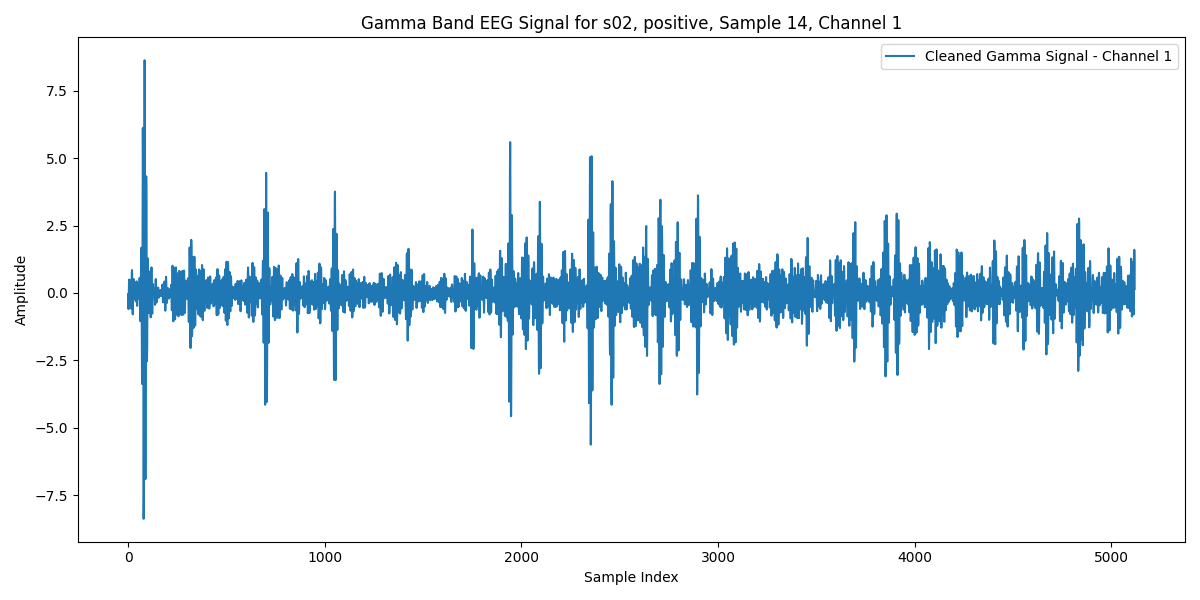 Gamma Band EEG Signal for s02, positive, Sample 14, Channel 1
Cleaned Gamma Signal - Channel 1
Amplitude
7.5
5.0
2.5
0.0
−2.5
−5.0
−7.5
0 1000 2000 3000 4000 5000
Sample Index